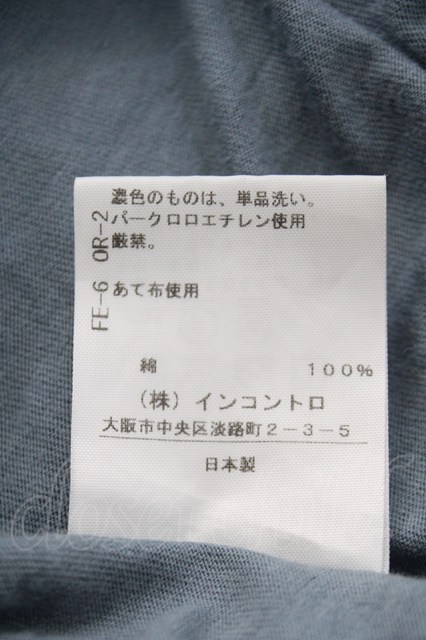 濃色のものは、単品洗い。
パークロロエチレン使用
厳禁。
あて布使用
FE-6 OR-2
綿 100%
(株)インコントロ
大阪市中央区淡路町2-3-5
日本製
closet